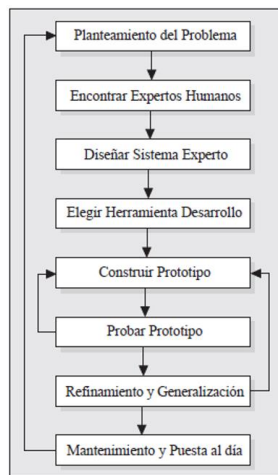 Planteamiento del Problema
Encontrar Expertos Humanos
Diseñar Sistema Experto
Elegir Herramienta Desarrollo
Construir Prototipo
Probar Prototipo
Refinamiento y Generalización
Mantenimiento y Puesta al día